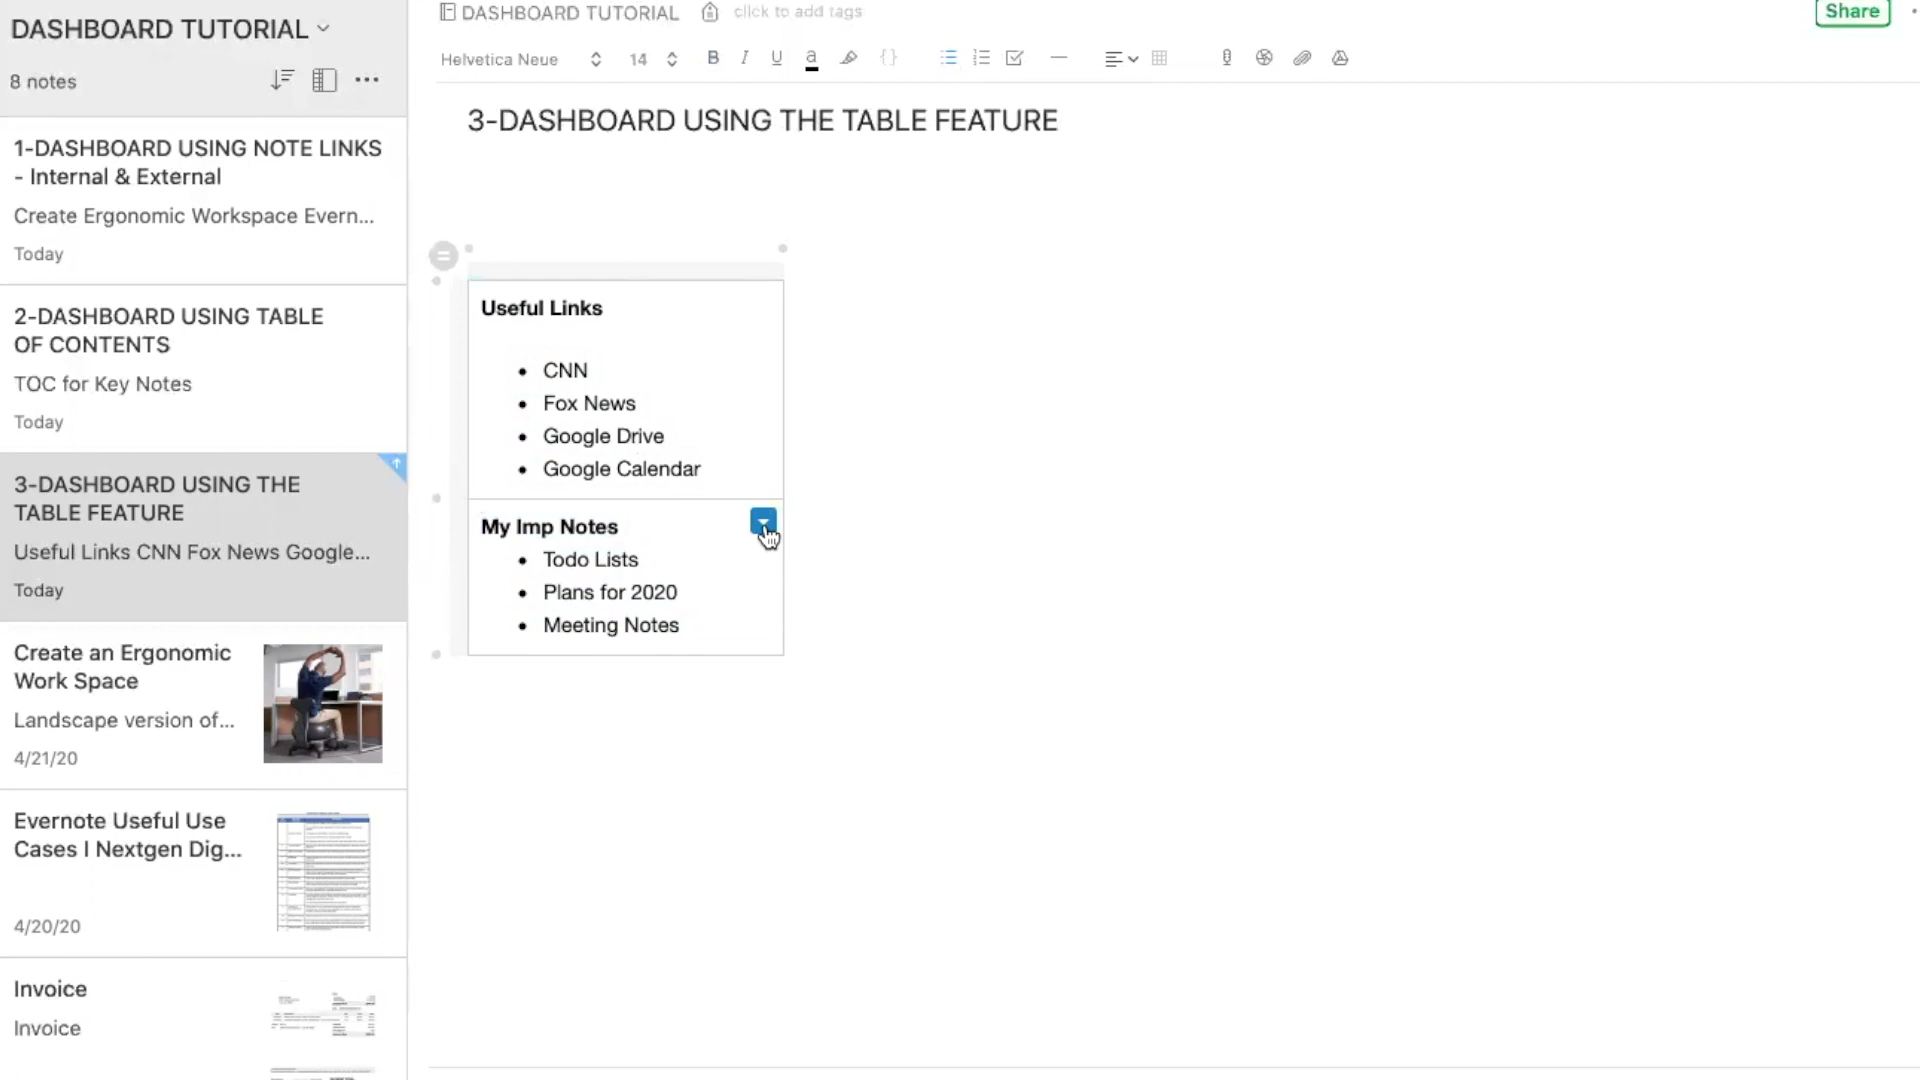 DASHBOARD TUTORIAL
8 notes
1-DASHBOARD USING NOTE LINKS
- Internal & External
Create Ergonomic Workspace Evern...
Today
2-DASHBOARD USING TABLE
OF CONTENTS
TOC for Key Notes
Today
3-DASHBOARD USING THE
TABLE FEATURE
Useful Links CNN Fox News Google...
Today
Create an Ergonomic
Work Space
Landscape version of...
4/21/20
Evernote Useful Use
Cases I Nextgen Dig...
4/20/20
Invoice
Invoice
DASHBOARD TUTORIAL
click to add tags
Share
Helvetica Neue
14
B I U a {}
3-DASHBOARD USING THE TABLE FEATURE
Useful Links
• CNN
• Fox News
• Google Drive
• Google Calendar
My Imp Notes
• Todo Lists
• Plans for 2020
• Meeting Notes